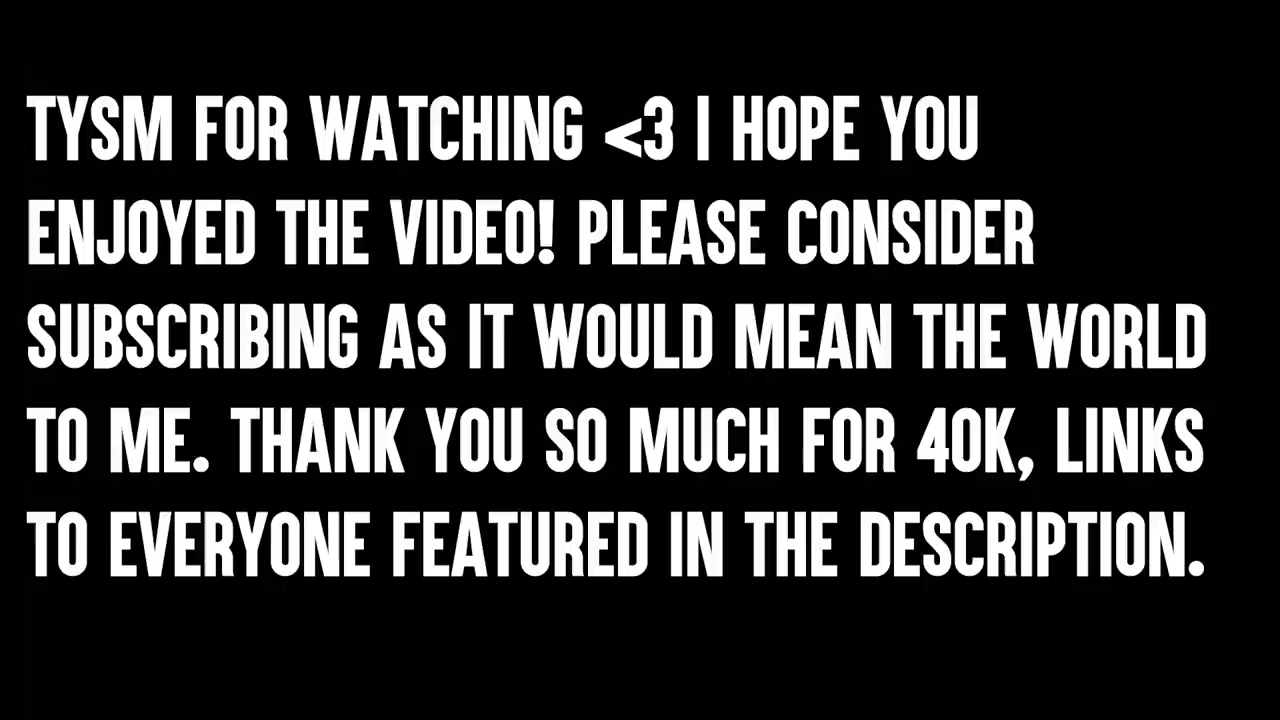 TYSM FOR WATCHING <3 I HOPE YOU
ENJOYED THE VIDEO! PLEASE CONSIDER
SUBSCRIBING AS IT WOULD MEAN THE WORLD
TO ME. THANK YOU SO MUCH FOR 40K, LINKS
TO EVERYONE FEATURED IN THE DESCRIPTION.